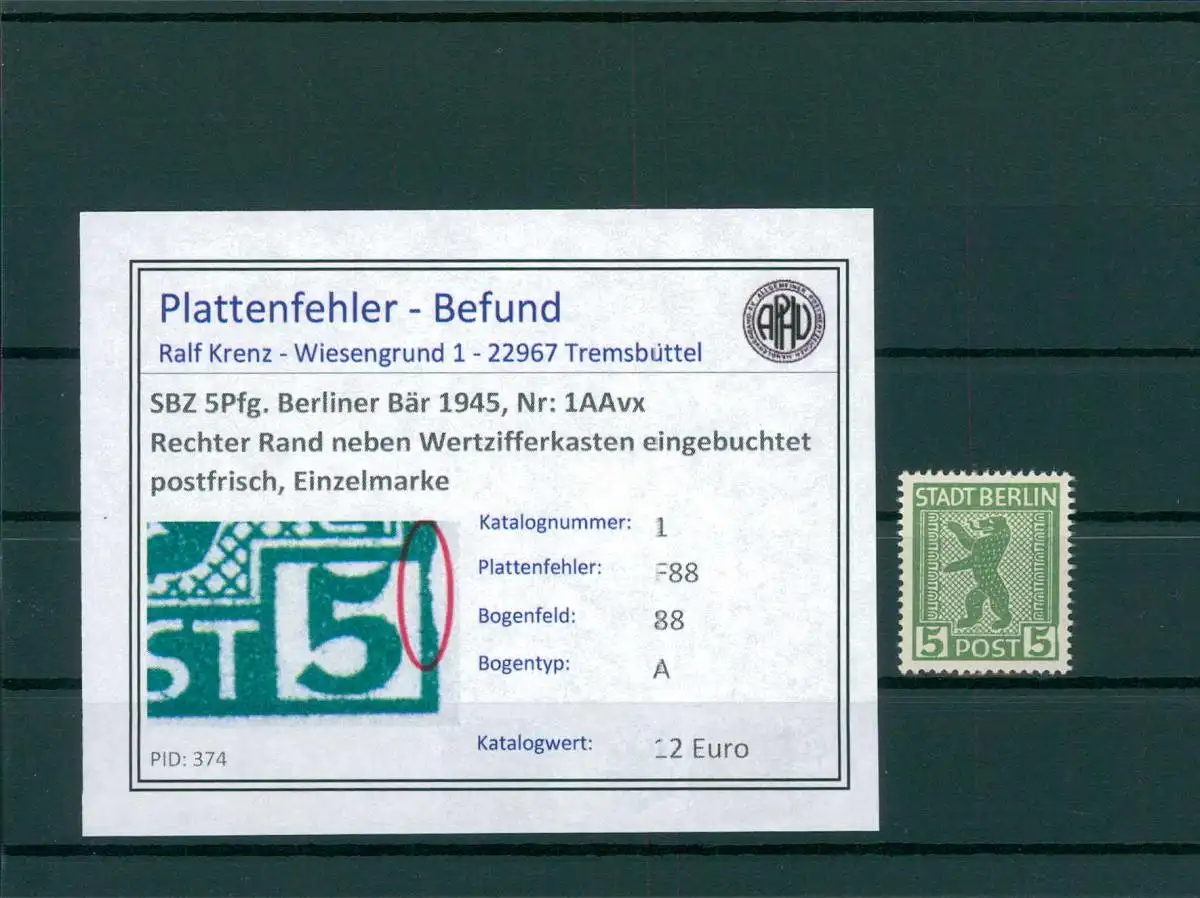 Plattenfehler - Befund
Ralf Krenz - Wiesengrund 1 - 22967 Tremsbüttel
APHV
SBZ 5Pfg. Berliner Bär 1945, Nr: 1AAvx
Rechter Rand neben Wertzifferkasten eingebuchtet
postfrisch, Einzelmarke
ST 5
Katalognummer: 1
Plattenfehler: F88
Bogenfeld: 88
Bogentyp: A
Katalogwert: 12 Euro
PID: 374
STADT BERLIN
5 POST 5